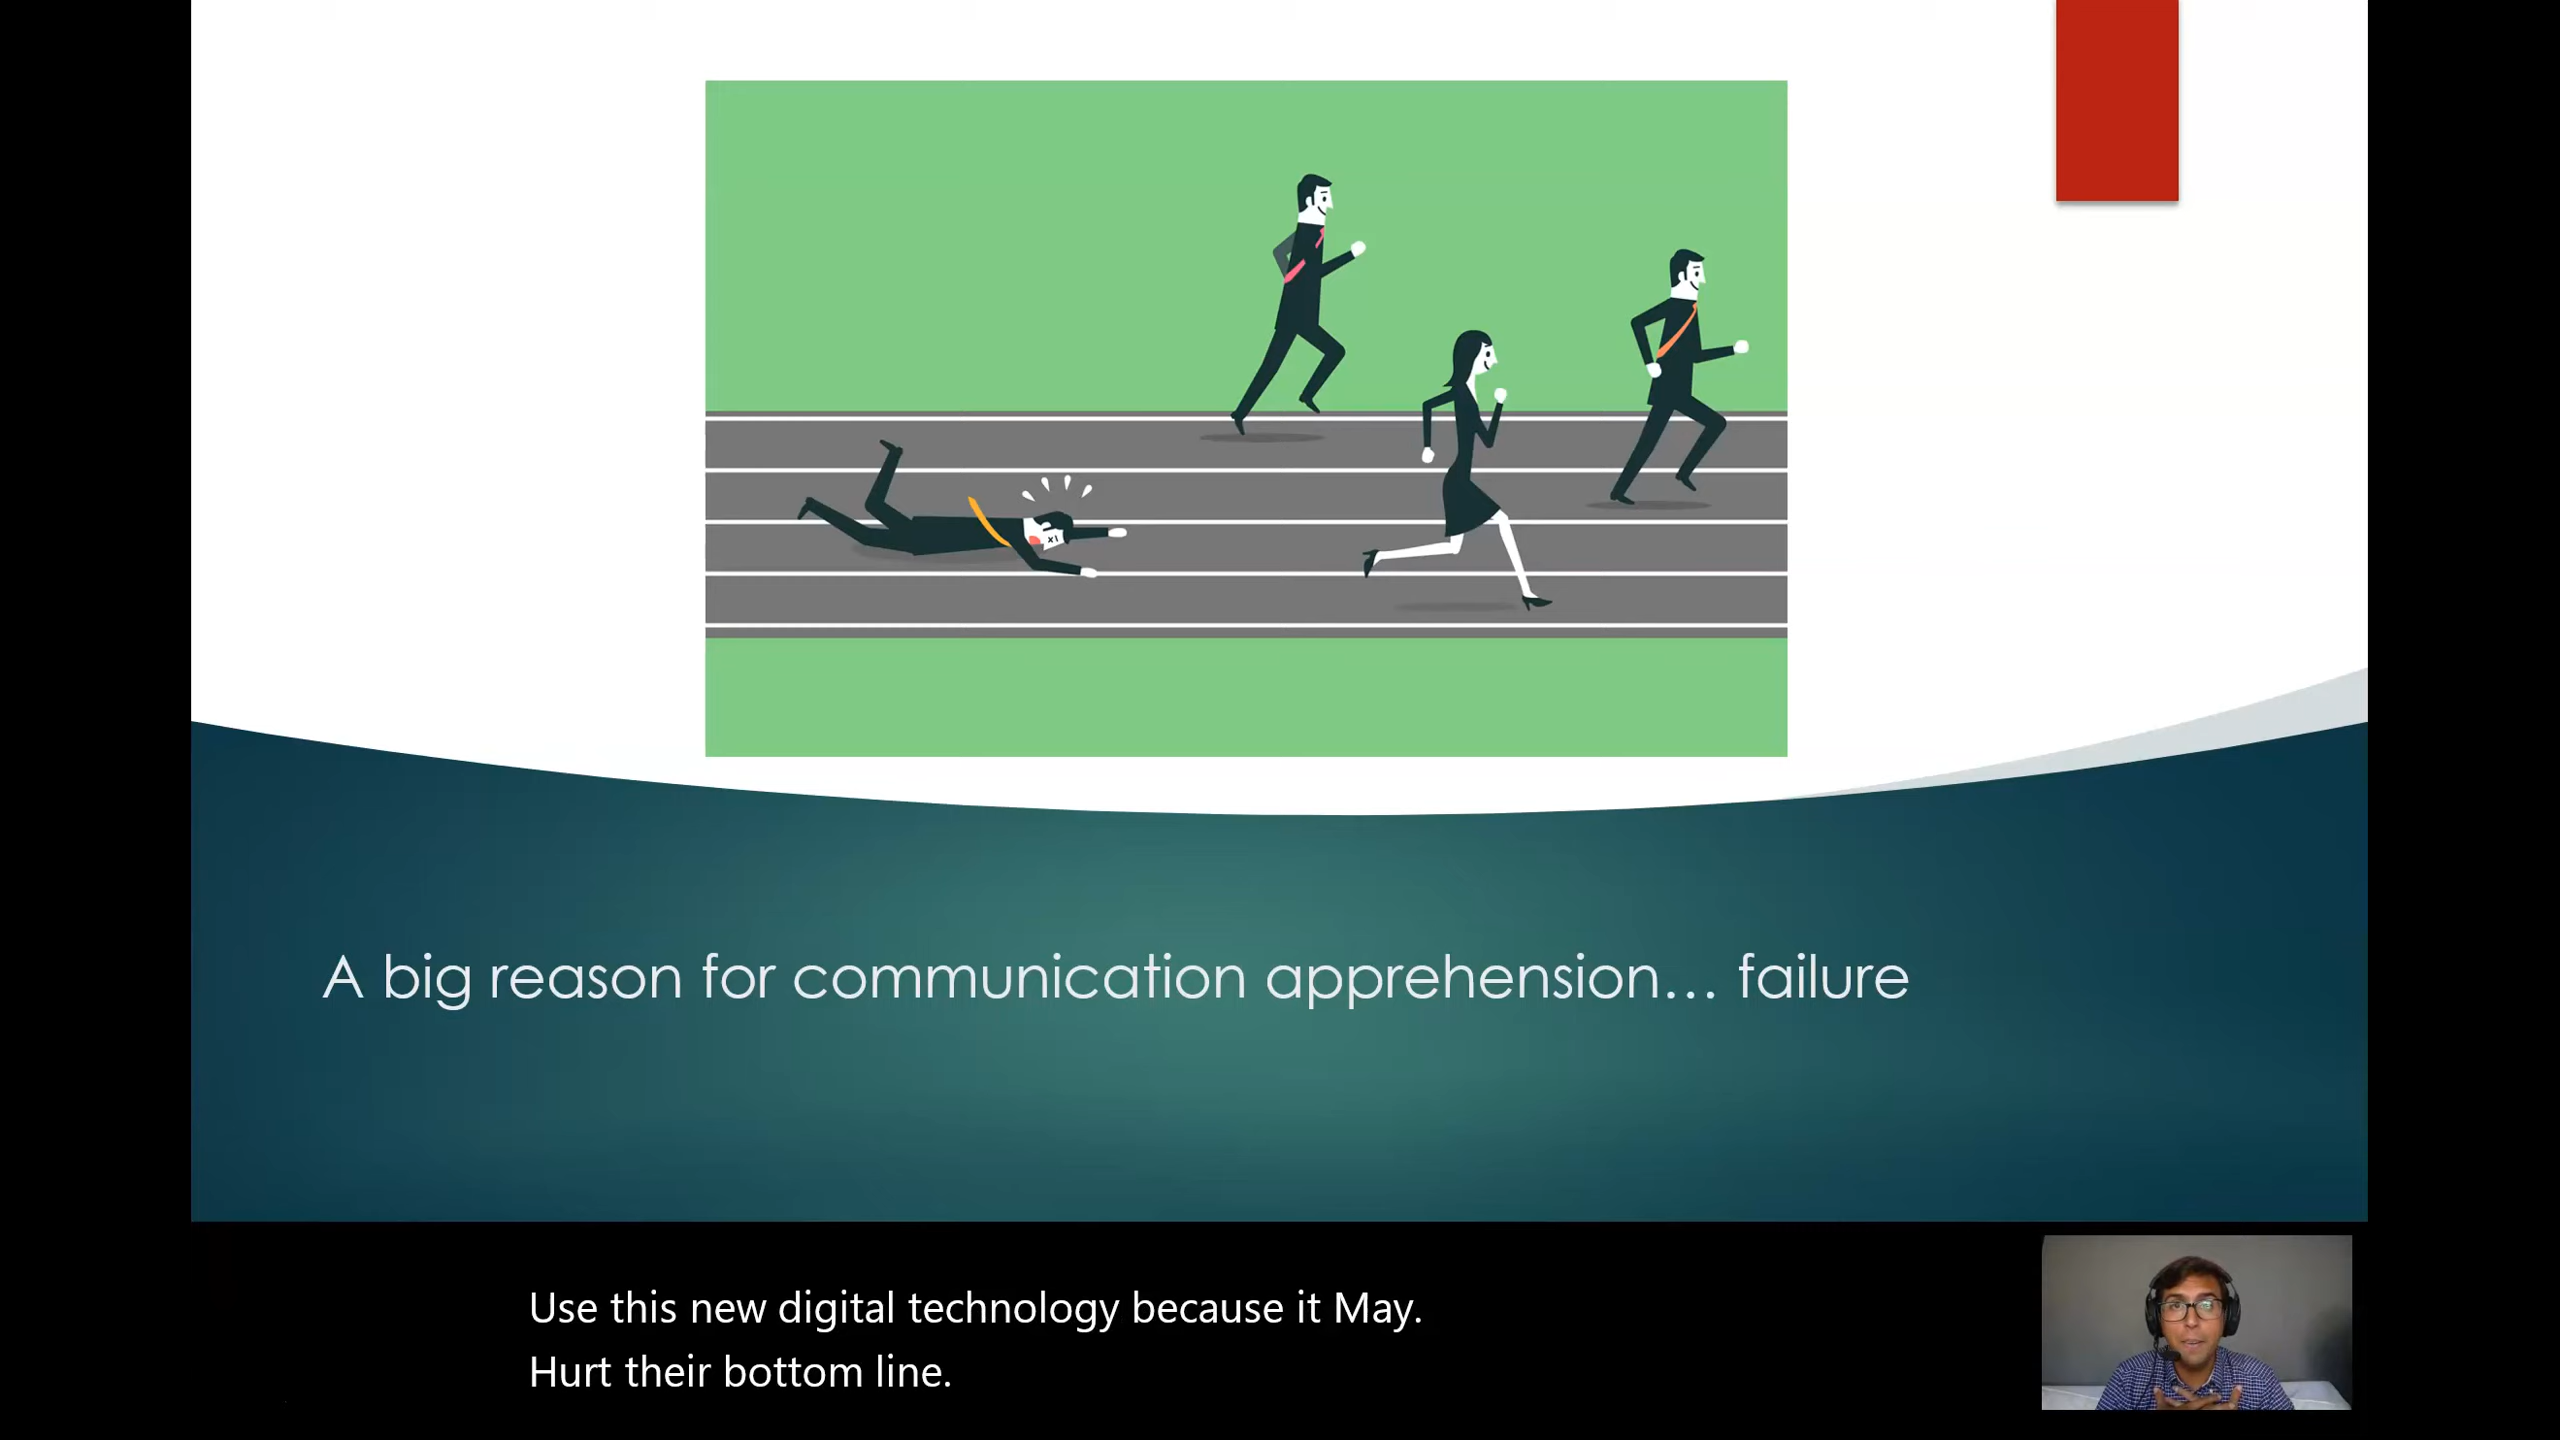 A big reason for communication apprehension… failure
Use this new digital technology because it May.
Hurt their bottom line.